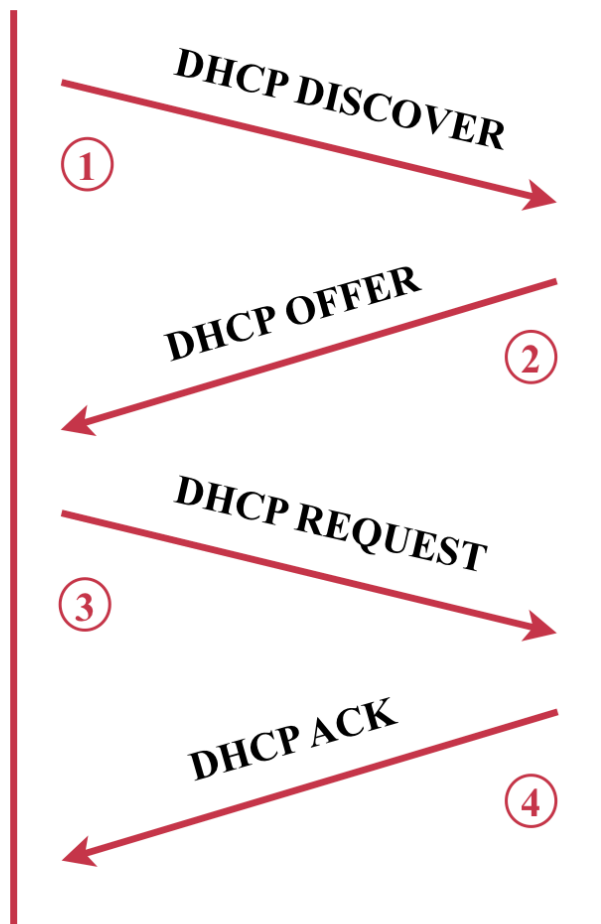 DHCP DISCOVER
1
DHCP OFFER
2
DHCP REQUEST
3
DHCP ACK
4